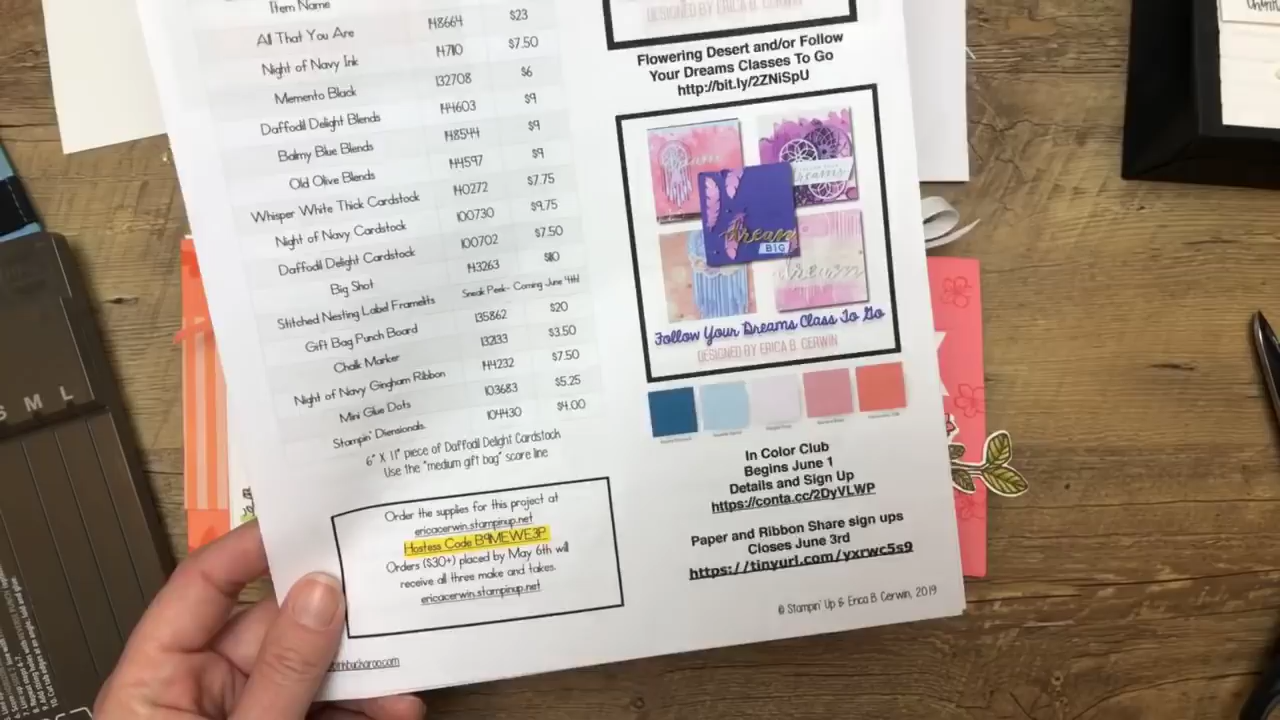 Item Name
All That You Are 148664 $23
Night of Navy Ink 147110 $7.50
Memento Black 132708 $6
Daffodil Delight Blends 144603 $9
Balmy Blue Blends 148544 $9
Old Olive Blends 144597 $9
Whisper White Thick Cardstock 140272 $7.75
Night of Navy Cardstock 100730 $9.75
Daffodil Delight Cardstock 100702 $7.50
Big Shot 143263 $110
Stitched Nesting Label Framelits Sneak Peek- Coming June 4th!
Gift Bag Punch Board 135862 $20
Chalk Marker 132133 $3.50
Night of Navy Gingham Ribbon 144232 $7.50
Mini Glue Dots 103683 $5.25
Stampin' Diensionals 104430 $4.00
6" X 11" piece of Daffodil Delight Cardstock
Use the "medium gift bag" score line
Order the supplies for this project at
ericacerwin.stampinup.net
Hostess Code B9MEWE3P
Orders ($30+) placed by May 6th will
receive all three make and takes.
ericacerwin.stampinup.net
DESIGNED BY ERICA B. CERWIN
Flowering Desert and/or Follow
Your Dreams Classes To Go
http://bit.ly/2ZNiSpU
dream
dreams
dream
BIG
dream
Follow Your Dreams Class To Go
DESIGNED BY ERICA B. CERWIN
In Color Club
Begins June 1
Details and Sign Up
https://conta.cc/2DyVLWP
Paper and Ribbon Share sign ups
Closes June 3rd
https://tinyurl.com/yxrwc5s9
© Stampin' Up & Erica B. Cerwin, 2019
S M L